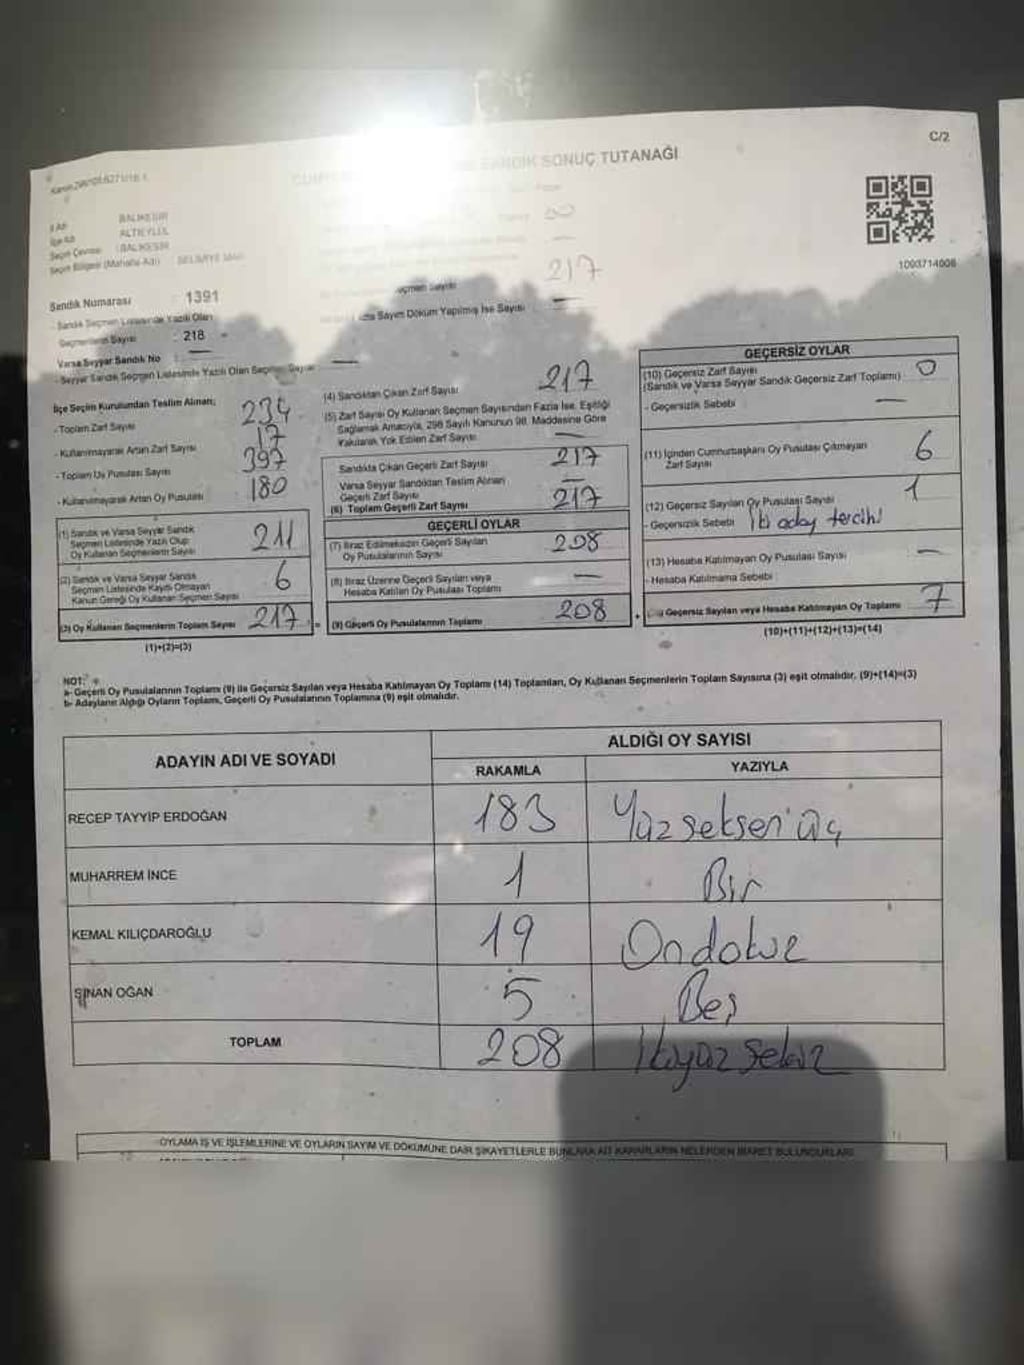 C/2
SANDIK SONUÇ TUTANAĞI
İl Adı BALIKESİR
İlçe Adı ALTIEYLÜL
Seçim Çevresi BALIKESİR
Seçim Bölgesi (Mahalle Adı) SELİMİYE MAH
1093714906
217
Sandık Numarası : 1391
- Sandık Seçmen Listesinde Yazılı Olan
Seçmenlerin Sayısı : 218
Sayım Döküm Yapılmış İse Sayısı —
Varsa Seyyar Sandık No : —
- Seyyar Sandık Seçmen Listesinde Yazılı Olan Seçmen Sayısı —
İlçe Seçim Kurulundan Teslim Alınan;
- Toplam Zarf Sayısı 234
- Kullanılmayarak Artan Zarf Sayısı 17
- Toplam Oy Pusulası Sayısı 397
- Kullanılmayarak Artan Oy Pusulası 180
(1) Sandık ve Varsa Seyyar Sandık
Seçmen Listesinde Yazılı Olup
Oy Kullanan Seçmenlerin Sayısı 211
(2) Sandık ve Varsa Seyyar Sandık
Seçmen Listesinde Kayıtlı Olmayan
Kanun Gereği Oy Kullanan Seçmen Sayısı 6
(3) Oy Kullanan Seçmenlerin Toplam Sayısı 217 =
(1)+(2)=(3)
(4) Sandıktan Çıkan Zarf Sayısı 217
(5) Zarf Sayısı Oy Kullanan Seçmen Sayısından Fazla İse, Eşitliği
Sağlamak Amacıyla, 298 Sayılı Kanunun 98. Maddesine Göre
Yakılarak Yok Edilen Zarf Sayısı —
Sandıkta Çıkan Geçerli Zarf Sayısı 217
Varsa Seyyar Sandıktan Teslim Alınan
Geçerli Zarf Sayısı —
(6) Toplam Geçerli Zarf Sayısı 217
GEÇERLİ OYLAR
(7) İtiraz Edilmeksizin Geçerli Sayılan
Oy Pusulalarının Sayısı 208
(8) İtiraz Üzerine Geçerli Sayılan veya
Hesaba Katılan Oy Pusulası Toplamı —
(9) Geçerli Oy Pusulalarının Toplamı 208 +
GEÇERSİZ OYLAR
(10) Geçersiz Zarf Sayısı
(Sandık ve Varsa Seyyar Sandık Geçersiz Zarf Toplamı) 0
- Geçersizlik Sebebi —
(11) İçinden Cumhurbaşkanı Oy Pusulası Çıkmayan
Zarf Sayısı 6
(12) Geçersiz Sayılan Oy Pusulası Sayısı 1
- Geçersizlik Sebebi İki aday tercihi
(13) Hesaba Katılmayan Oy Pusulası Sayısı —
- Hesaba Katılmama Sebebi
Geçersiz Sayılan veya Hesaba Katılmayan Oy Toplamı 7
(10)+(11)+(12)+(13)=(14)
NOT:
a- Geçerli Oy Pusulalarının Toplamı (9) ile Geçersiz Sayılan veya Hesaba Katılmayan Oy Toplamı (14) Toplamları, Oy Kullanan Seçmenlerin Toplam Sayısına (3) eşit olmalıdır. (9)+(14)=(3)
b- Adayların Aldığı Oyların Toplamı, Geçerli Oy Pusulalarının Toplamına (9) eşit olmalıdır.
ADAYIN ADI VE SOYADI
ALDIĞI OY SAYISI
RAKAMLA YAZIYLA
RECEP TAYYİP ERDOĞAN 183 Yüzseksen üç
MUHARREM İNCE 1 Bir
KEMAL KILIÇDAROĞLU 19 Ondokuz
SİNAN OĞAN 5 Beş
TOPLAM 208 İkiyüz sekiz
OYLAMA İŞ VE İŞLEMLERİNE VE OYLARIN SAYIM VE DÖKÜMÜNE DAİR ŞİKAYETLERLE BUNLARA AİT KARARLARIN NELERDEN İBARET BULUNDUKLARI